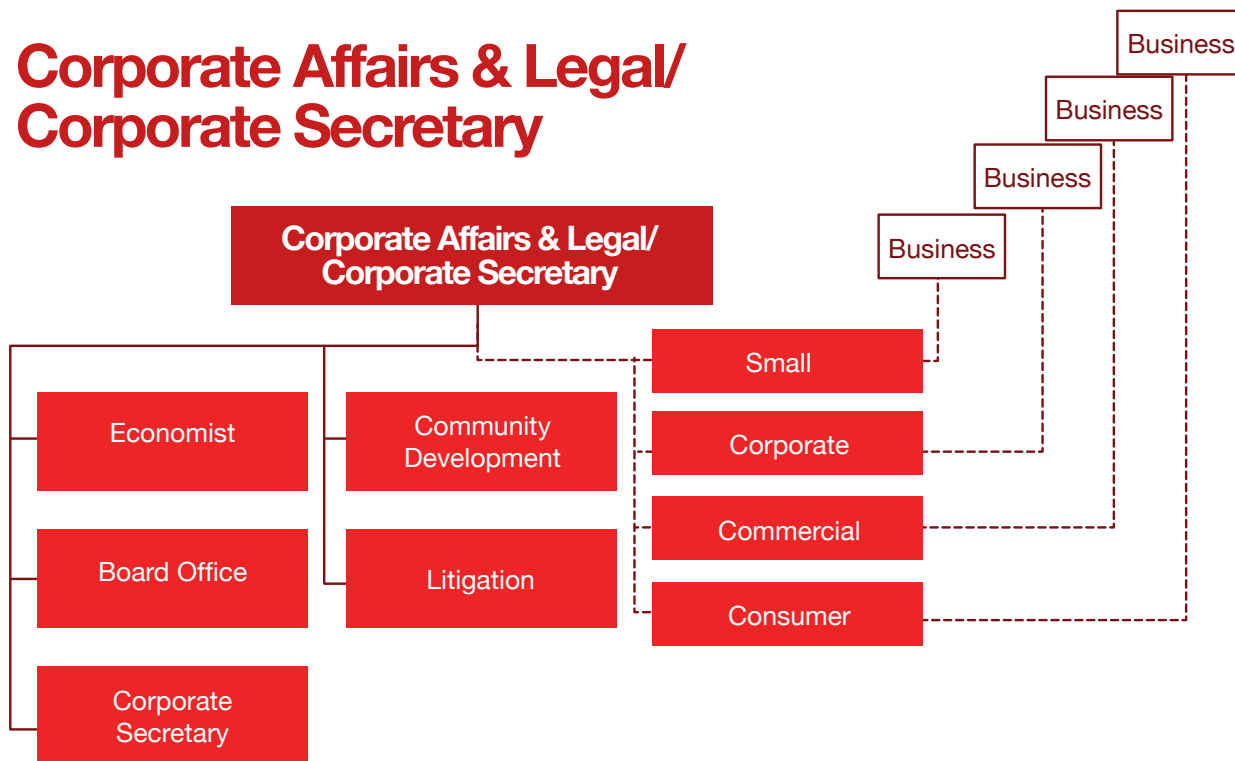 Corporate Affairs & Legal/
Corporate Secretary
Business
Business
Business
Business
Corporate Affairs & Legal/
Corporate Secretary
Economist
Board Office
Corporate
Secretary
Community
Development
Litigation
Small
Corporate
Commercial
Consumer